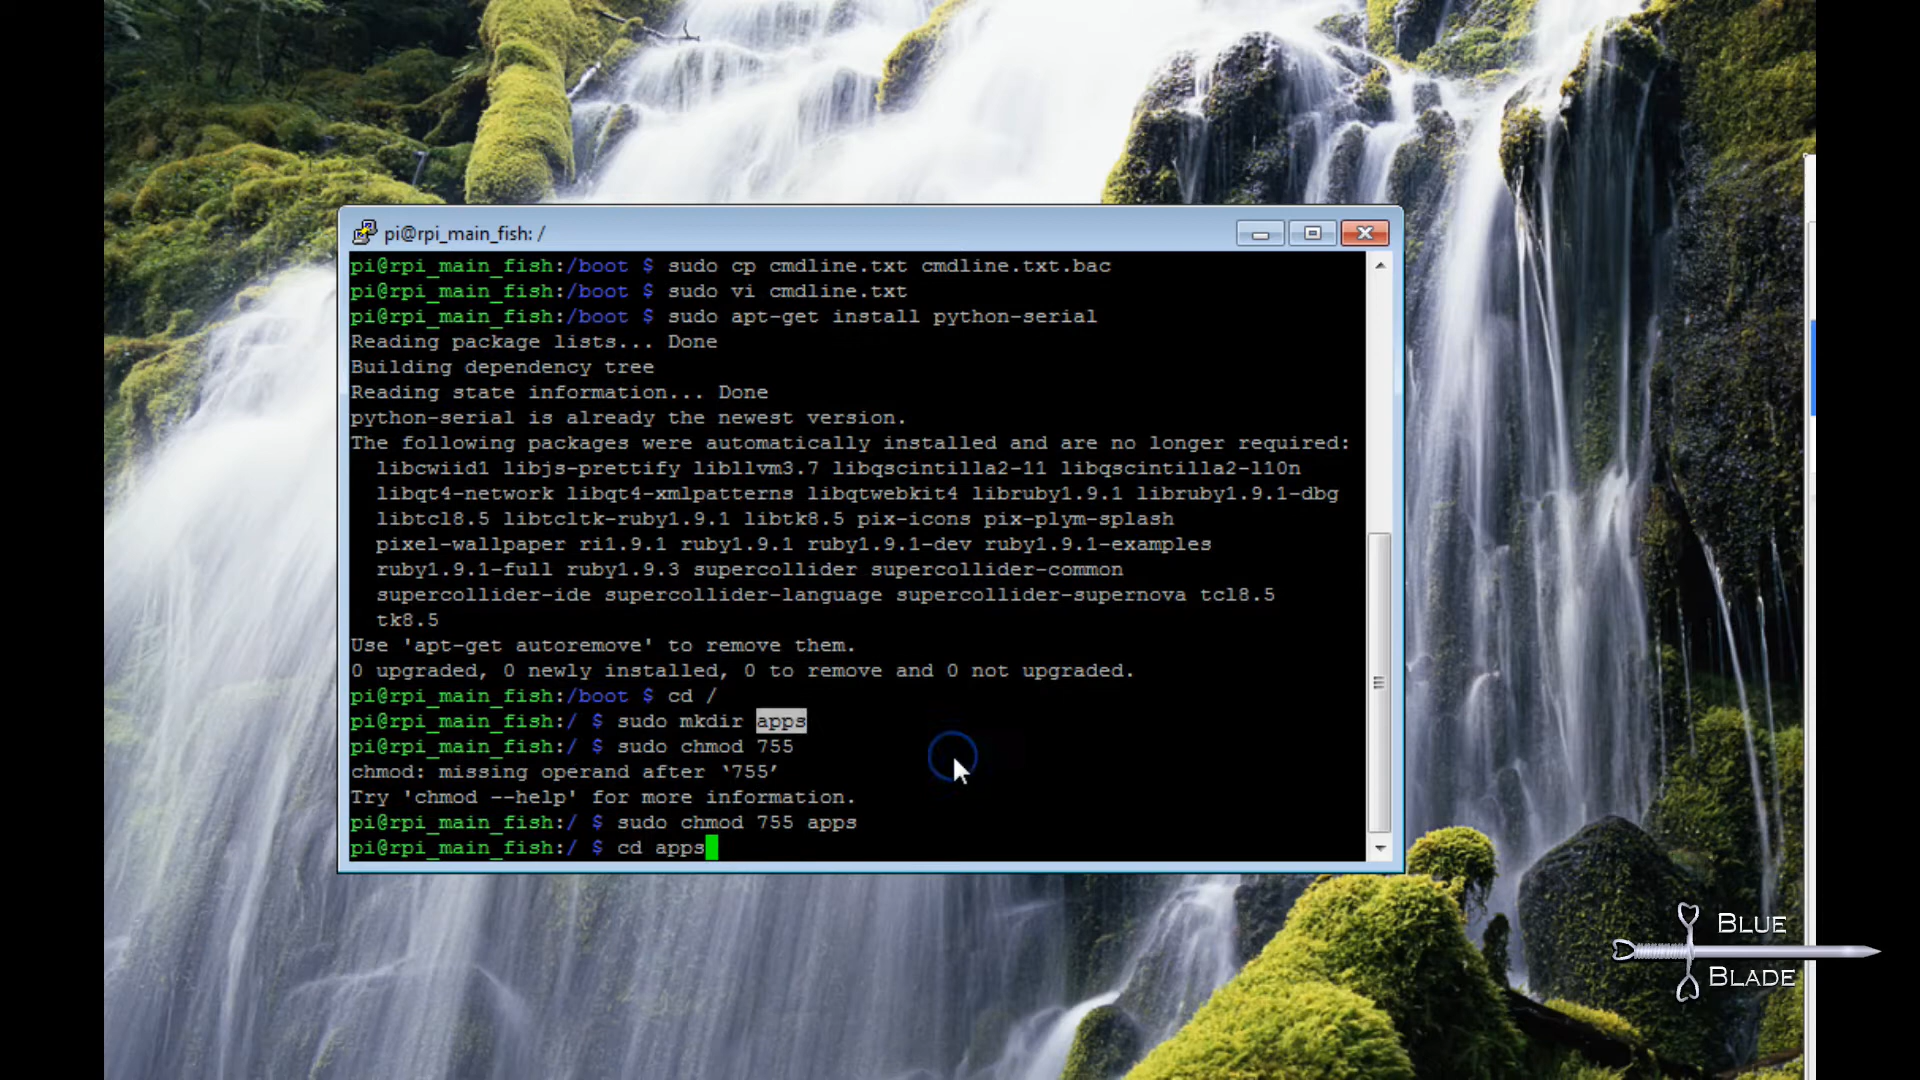 pi@rpi_main_fish: /
pi@rpi_main_fish:/boot $ sudo cp cmdline.txt cmdline.txt.bac
pi@rpi_main_fish:/boot $ sudo vi cmdline.txt
pi@rpi_main_fish:/boot $ sudo apt-get install python-serial
Reading package lists... Done
Building dependency tree
Reading state information... Done
python-serial is already the newest version.
The following packages were automatically installed and are no longer required:
libcwiid1 libjs-prettify libllvm3.7 libqscintilla2-11 libqscintilla2-l10n
libqt4-network libqt4-xmlpatterns libqtwebkit4 libruby1.9.1 libruby1.9.1-dbg
libtcl8.5 libtcltk-ruby1.9.1 libtk8.5 pix-icons pix-plym-splash
pixel-wallpaper ri1.9.1 ruby1.9.1 ruby1.9.1-dev ruby1.9.1-examples
ruby1.9.1-full ruby1.9.3 supercollider supercollider-common
supercollider-ide supercollider-language supercollider-supernova tcl8.5
tk8.5
Use 'apt-get autoremove' to remove them.
0 upgraded, 0 newly installed, 0 to remove and 0 not upgraded.
pi@rpi_main_fish:/boot $ cd /
pi@rpi_main_fish:/ $ sudo mkdir apps
pi@rpi_main_fish:/ $ sudo chmod 755
chmod: missing operand after ‘755’
Try 'chmod --help' for more information.
pi@rpi_main_fish:/ $ sudo chmod 755 apps
pi@rpi_main_fish:/ $ cd apps
BLUE
BLADE